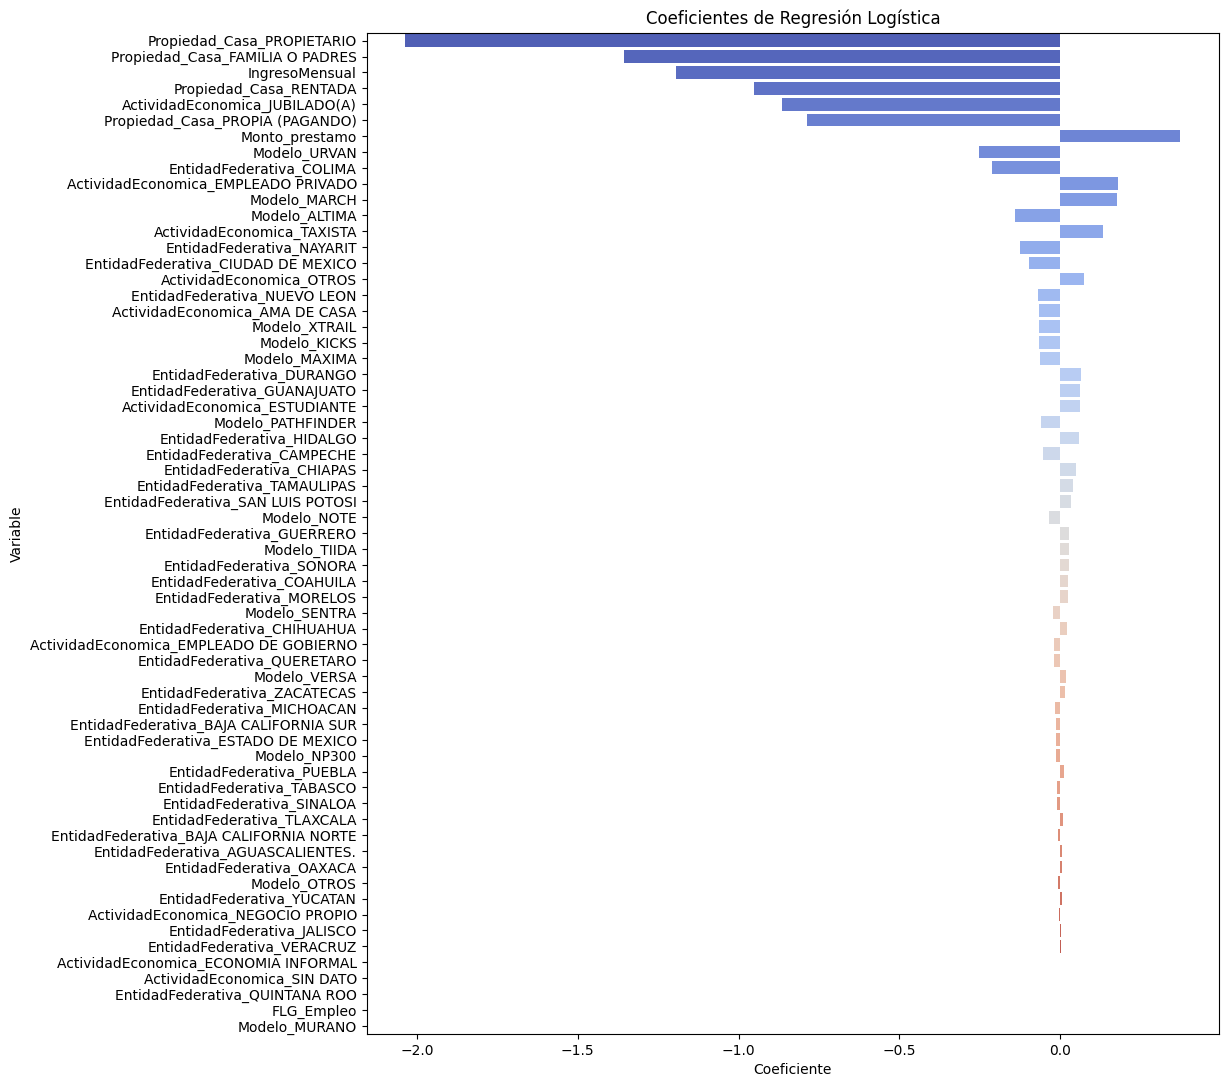 Coeficientes de Regresión Logística
Propiedad_Casa_PROPIETARIO
Propiedad_Casa_FAMILIA O PADRES
IngresoMensual
Propiedad_Casa_RENTADA
ActividadEconomica_JUBILADO(A)
Propiedad_Casa_PROPIA (PAGANDO)
Monto_prestamo
Modelo_URVAN
EntidadFederativa_COLIMA
ActividadEconomica_EMPLEADO PRIVADO
Modelo_MARCH
Modelo_ALTIMA
ActividadEconomica_TAXISTA
EntidadFederativa_NAYARIT
EntidadFederativa_CIUDAD DE MEXICO
ActividadEconomica_OTROS
EntidadFederativa_NUEVO LEON
ActividadEconomica_AMA DE CASA
Modelo_XTRAIL
Modelo_KICKS
Modelo_MAXIMA
EntidadFederativa_DURANGO
EntidadFederativa_GUANAJUATO
ActividadEconomica_ESTUDIANTE
Modelo_PATHFINDER
EntidadFederativa_HIDALGO
EntidadFederativa_CAMPECHE
EntidadFederativa_CHIAPAS
EntidadFederativa_TAMAULIPAS
EntidadFederativa_SAN LUIS POTOSI
Modelo_NOTE
EntidadFederativa_GUERRERO
Modelo_TIIDA
EntidadFederativa_SONORA
EntidadFederativa_COAHUILA
EntidadFederativa_MORELOS
Modelo_SENTRA
EntidadFederativa_CHIHUAHUA
ActividadEconomica_EMPLEADO DE GOBIERNO
EntidadFederativa_QUERETARO
Modelo_VERSA
EntidadFederativa_ZACATECAS
EntidadFederativa_MICHOACAN
EntidadFederativa_BAJA CALIFORNIA SUR
EntidadFederativa_ESTADO DE MEXICO
Modelo_NP300
EntidadFederativa_PUEBLA
EntidadFederativa_TABASCO
EntidadFederativa_SINALOA
EntidadFederativa_TLAXCALA
EntidadFederativa_BAJA CALIFORNIA NORTE
EntidadFederativa_AGUASCALIENTES.
EntidadFederativa_OAXACA
Modelo_OTROS
EntidadFederativa_YUCATAN
ActividadEconomica_NEGOCIO PROPIO
EntidadFederativa_JALISCO
EntidadFederativa_VERACRUZ
ActividadEconomica_ECONOMIA INFORMAL
ActividadEconomica_SIN DATO
EntidadFederativa_QUINTANA ROO
FLG_Empleo
Modelo_MURANO
Variable
−2.0 −1.5 −1.0 −0.5 0.0
Coeficiente